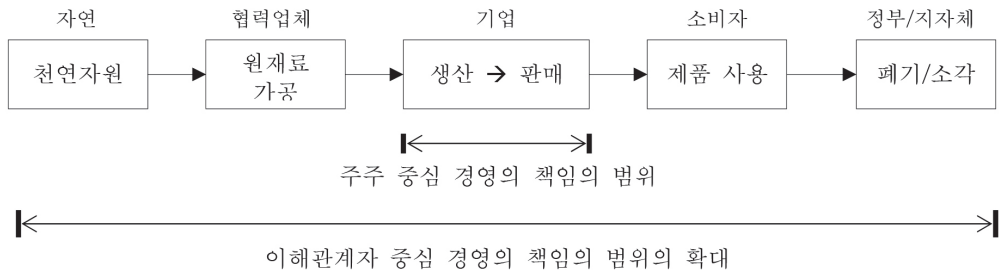 자연 협력업체 기업 소비자 정부/지자체
천연자원 원재료 가공 생산 → 판매 제품 사용 폐기/소각
주주 중심 경영의 책임의 범위
이해관계자 중심 경영의 책임의 범위의 확대